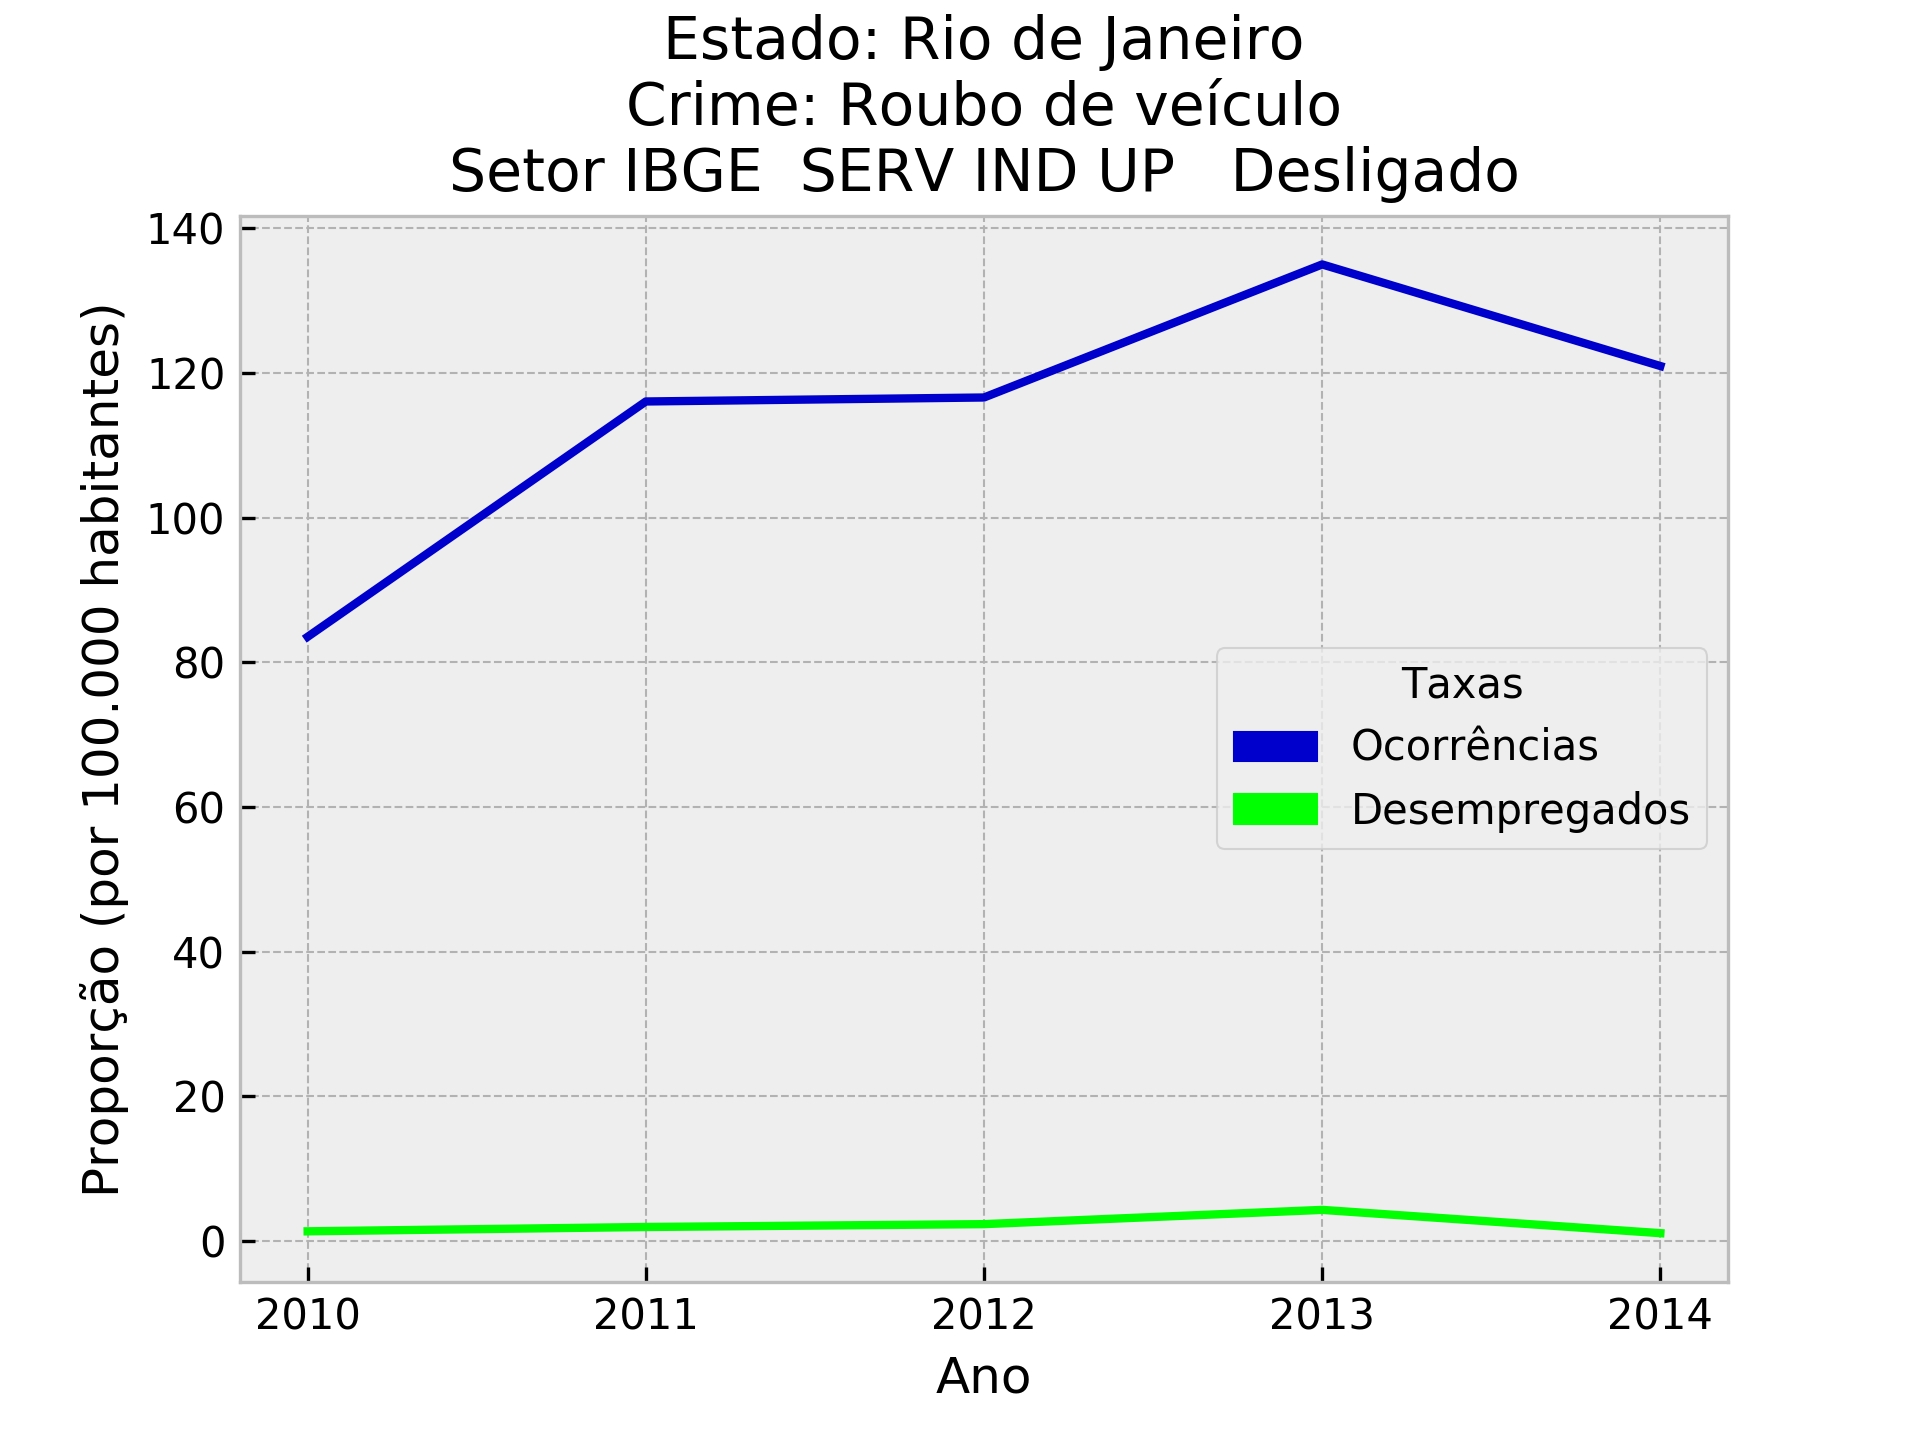 Estado: Rio de Janeiro
Crime: Roubo de veículo
Setor IBGE  SERV IND UP   Desligado
Proporção (por 100.000 habitantes)
140
120
100
80
60
40
20
0
Taxas
Ocorrências
Desempregados
2010 2011 2012 2013 2014
Ano